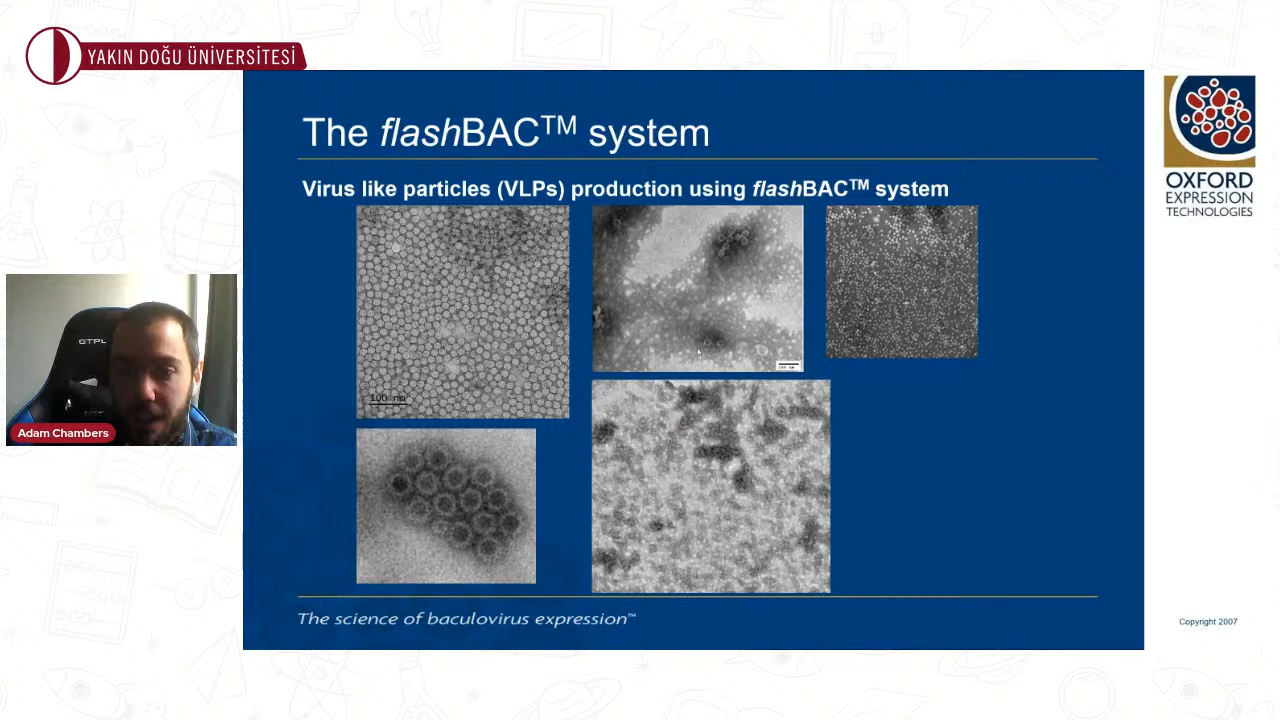 YAKIN DOĞU ÜNİVERSİTESİ
The flashBAC™ system
Virus like particles (VLPs) production using flashBAC™ system
OXFORD
EXPRESSION
TECHNOLOGIES
GTPL
Adam Chambers
100 nm
The science of baculovirus expression™
Copyright 2007